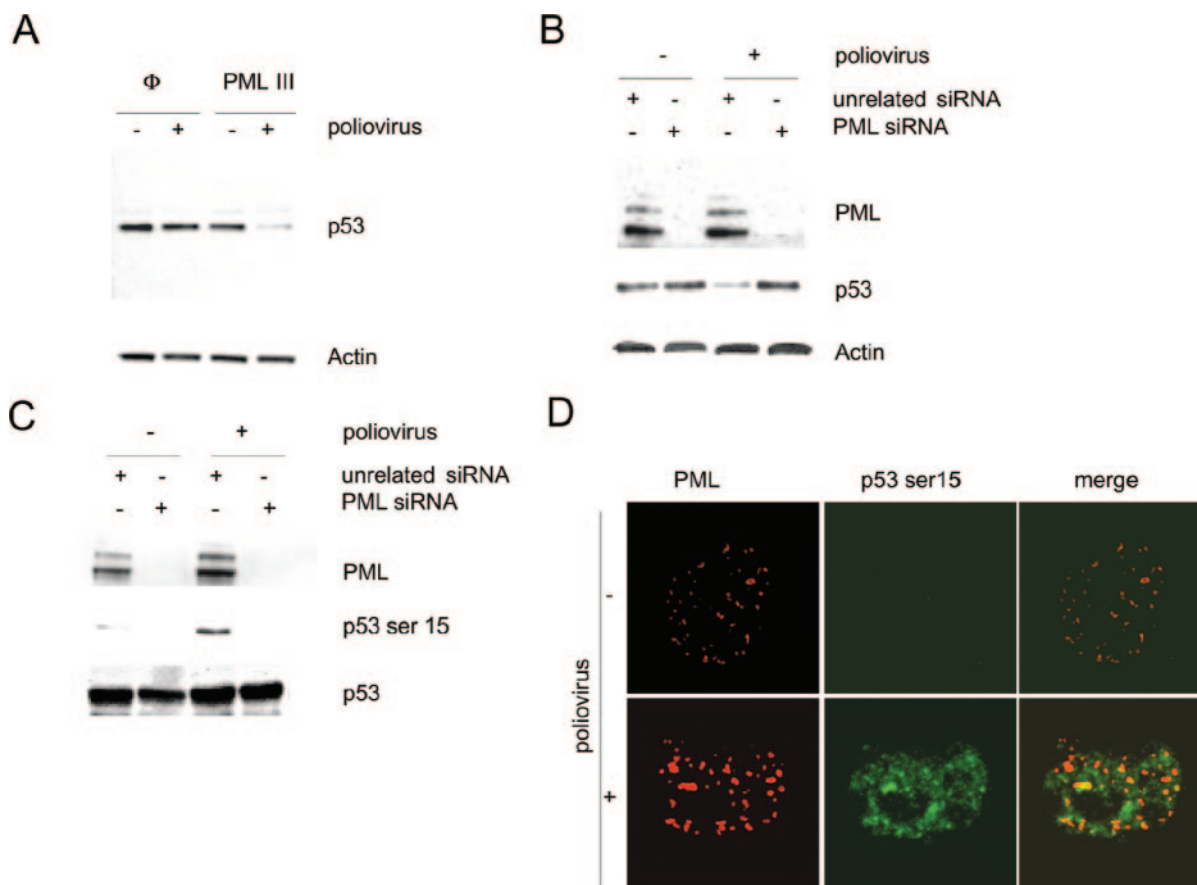 A
Φ PML III
- + - + poliovirus
p53
Actin
B
- + poliovirus
+ - + - unrelated siRNA
- + - + PML siRNA
PML
p53
Actin
C
- + poliovirus
+ - + - unrelated siRNA
- + - + PML siRNA
PML
p53 ser 15
p53
D
PML p53 ser15 merge
-
poliovirus
+